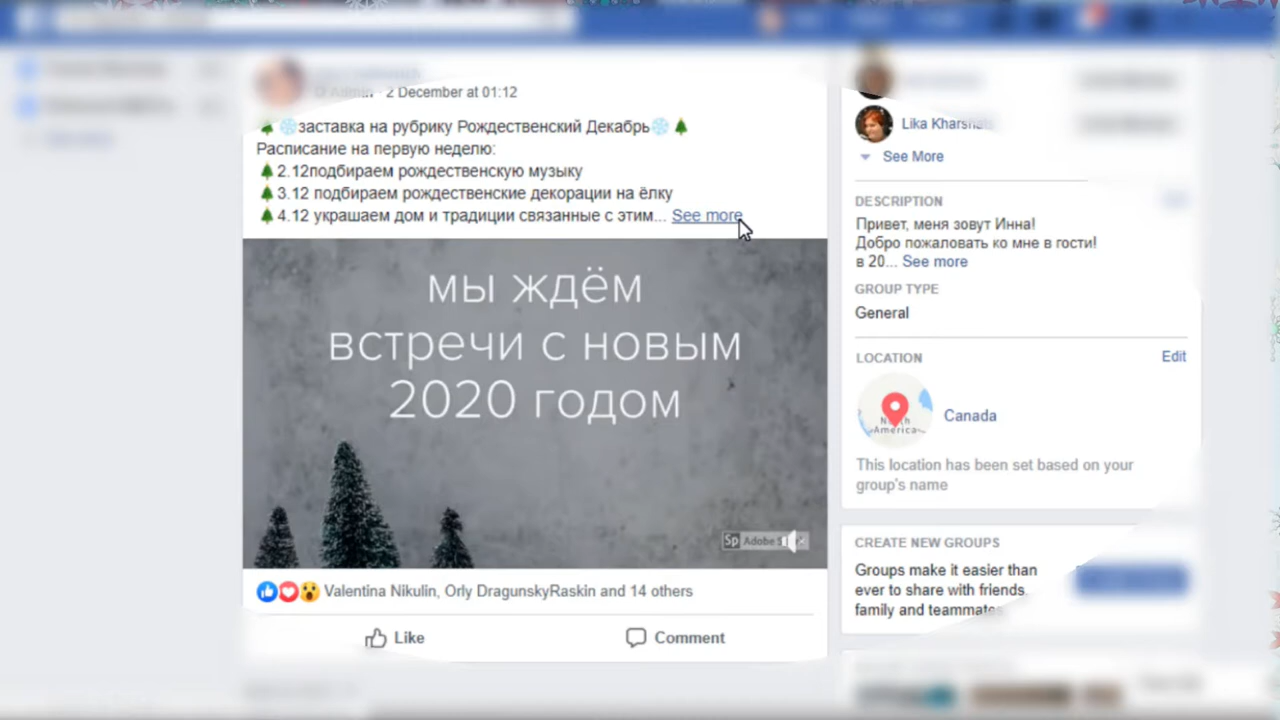 Admin · 2 December at 01:12
🌲❄️заставка на рубрику Рождественский Декабрь❄️🌲
Расписание на первую неделю:
🌲2.12подбираем рождественскую музыку
🌲3.12 подбираем рождественские декорации на ёлку
🌲4.12 украшаем дом и традиции связанные с этим... See more
мы ждём
встречи с новым
2020 годом
Sp Adobe
Valentina Nikulin, Orly DragunskyRaskin and 14 others
Like
Comment
Lika
See More
DESCRIPTION
Привет, меня зовут Инна!
Добро пожаловать ко мне в гости!
в 20... See more
GROUP TYPE
General
LOCATION
Edit
America
Canada
This location has been set based on your
group's name
CREATE NEW GROUPS
Groups make it easier than
ever to share with friends,
family and teammates